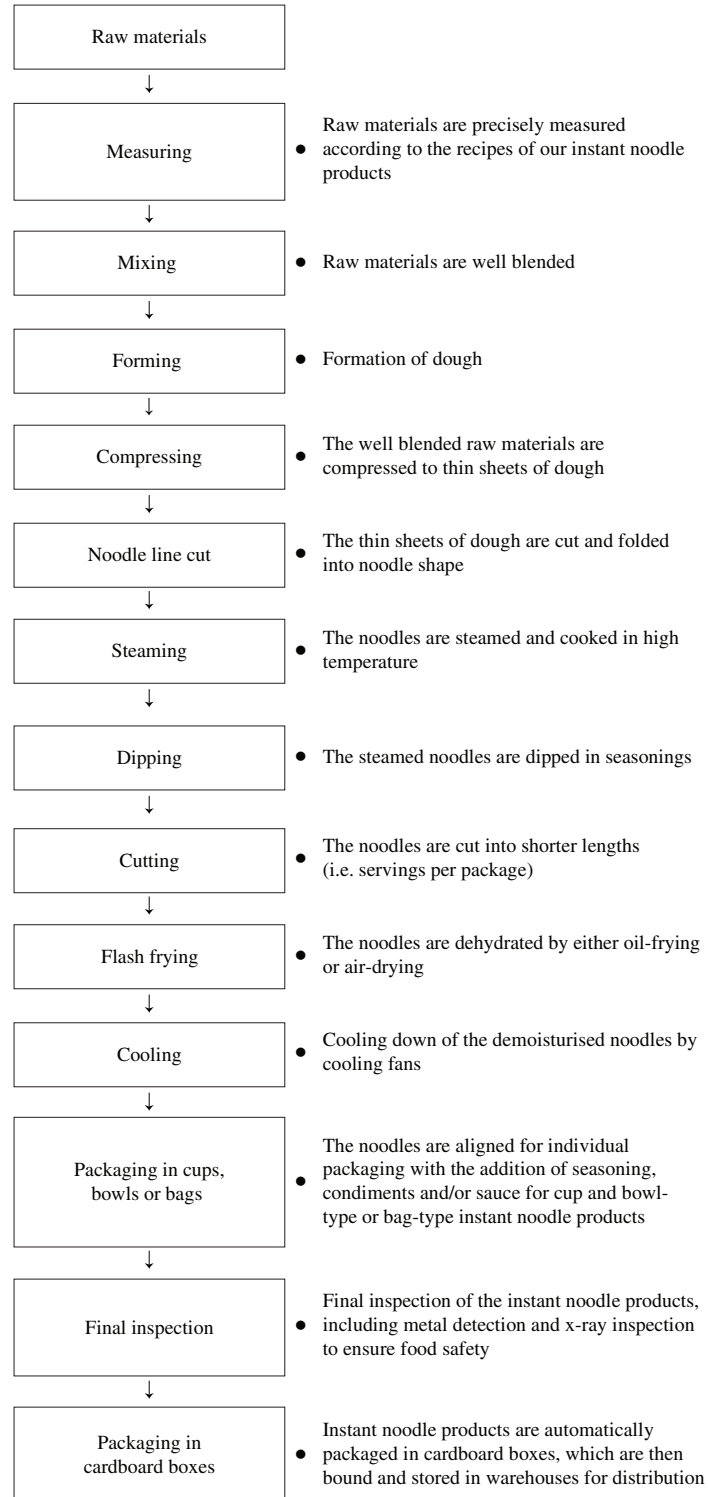 Raw materials
↓
Measuring
● Raw materials are precisely measured
according to the recipes of our instant noodle
products
↓
Mixing
● Raw materials are well blended
↓
Forming
● Formation of dough
↓
Compressing
● The well blended raw materials are
compressed to thin sheets of dough
↓
Noodle line cut
● The thin sheets of dough are cut and folded
into noodle shape
↓
Steaming
● The noodles are steamed and cooked in high
temperature
↓
Dipping
● The steamed noodles are dipped in seasonings
↓
Cutting
● The noodles are cut into shorter lengths
(i.e. servings per package)
↓
Flash frying
● The noodles are dehydrated by either oil-frying
or air-drying
↓
Cooling
● Cooling down of the demoisturised noodles by
cooling fans
↓
Packaging in cups,
bowls or bags
● The noodles are aligned for individual
packaging with the addition of seasoning,
condiments and/or sauce for cup and bowl-
type or bag-type instant noodle products
↓
Final inspection
● Final inspection of the instant noodle products,
including metal detection and x-ray inspection
to ensure food safety
↓
Packaging in
cardboard boxes
● Instant noodle products are automatically
packaged in cardboard boxes, which are then
bound and stored in warehouses for distribution